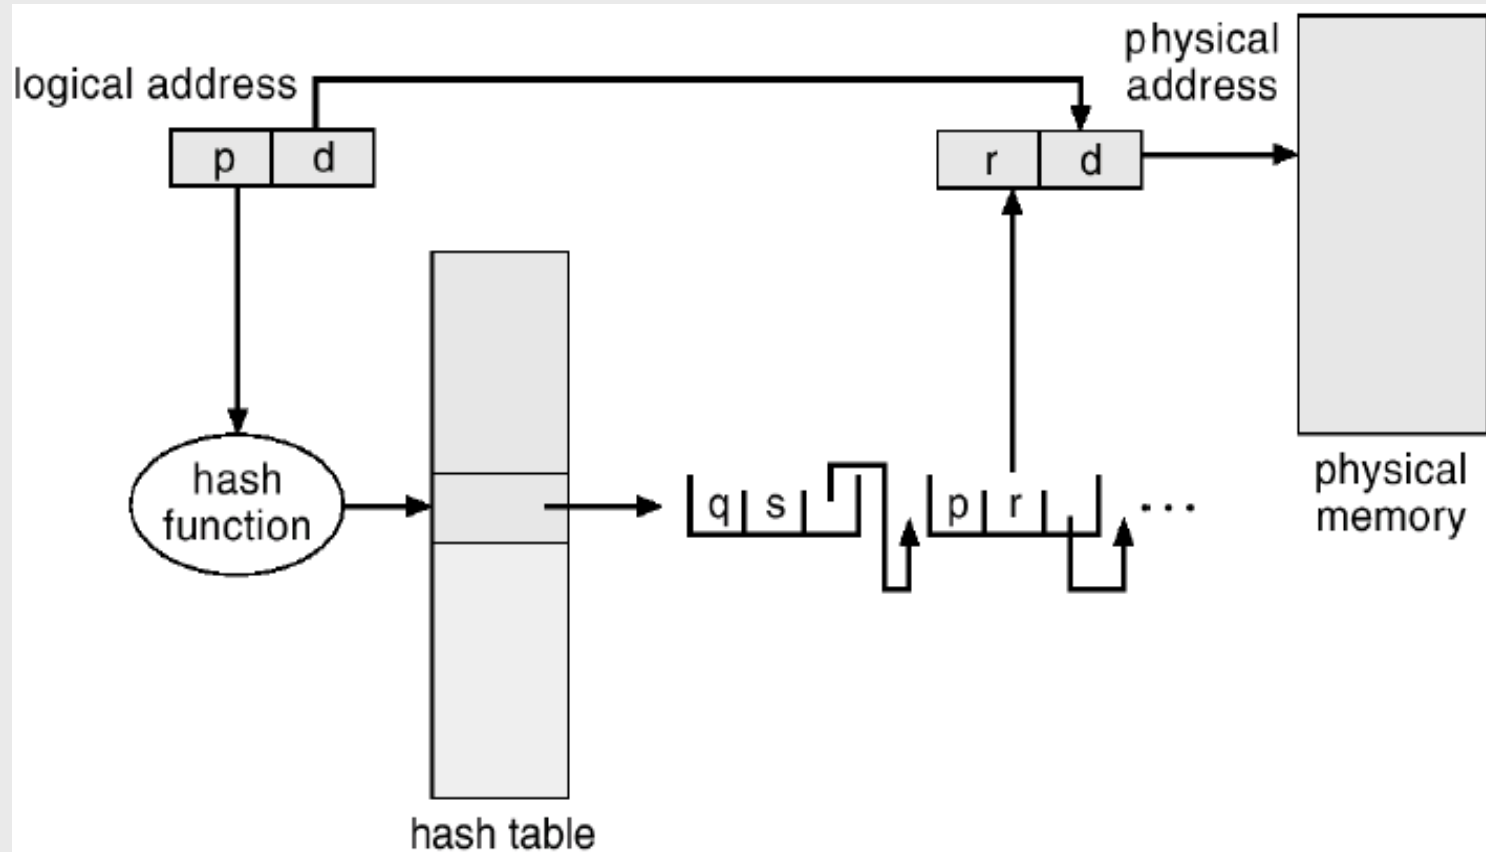 logical address
physical
address
p d
r d
hash
function
q s
p r
...
physical
memory
hash table